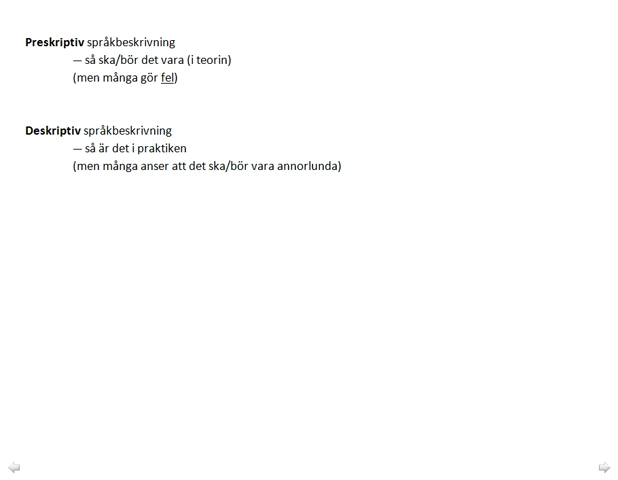 Preskriptiv språkbeskrivning
— så ska/bör det vara (i teorin)
(men många gör fel)
Deskriptiv språkbeskrivning
— så är det i praktiken
(men många anser att det ska/bör vara annorlunda)